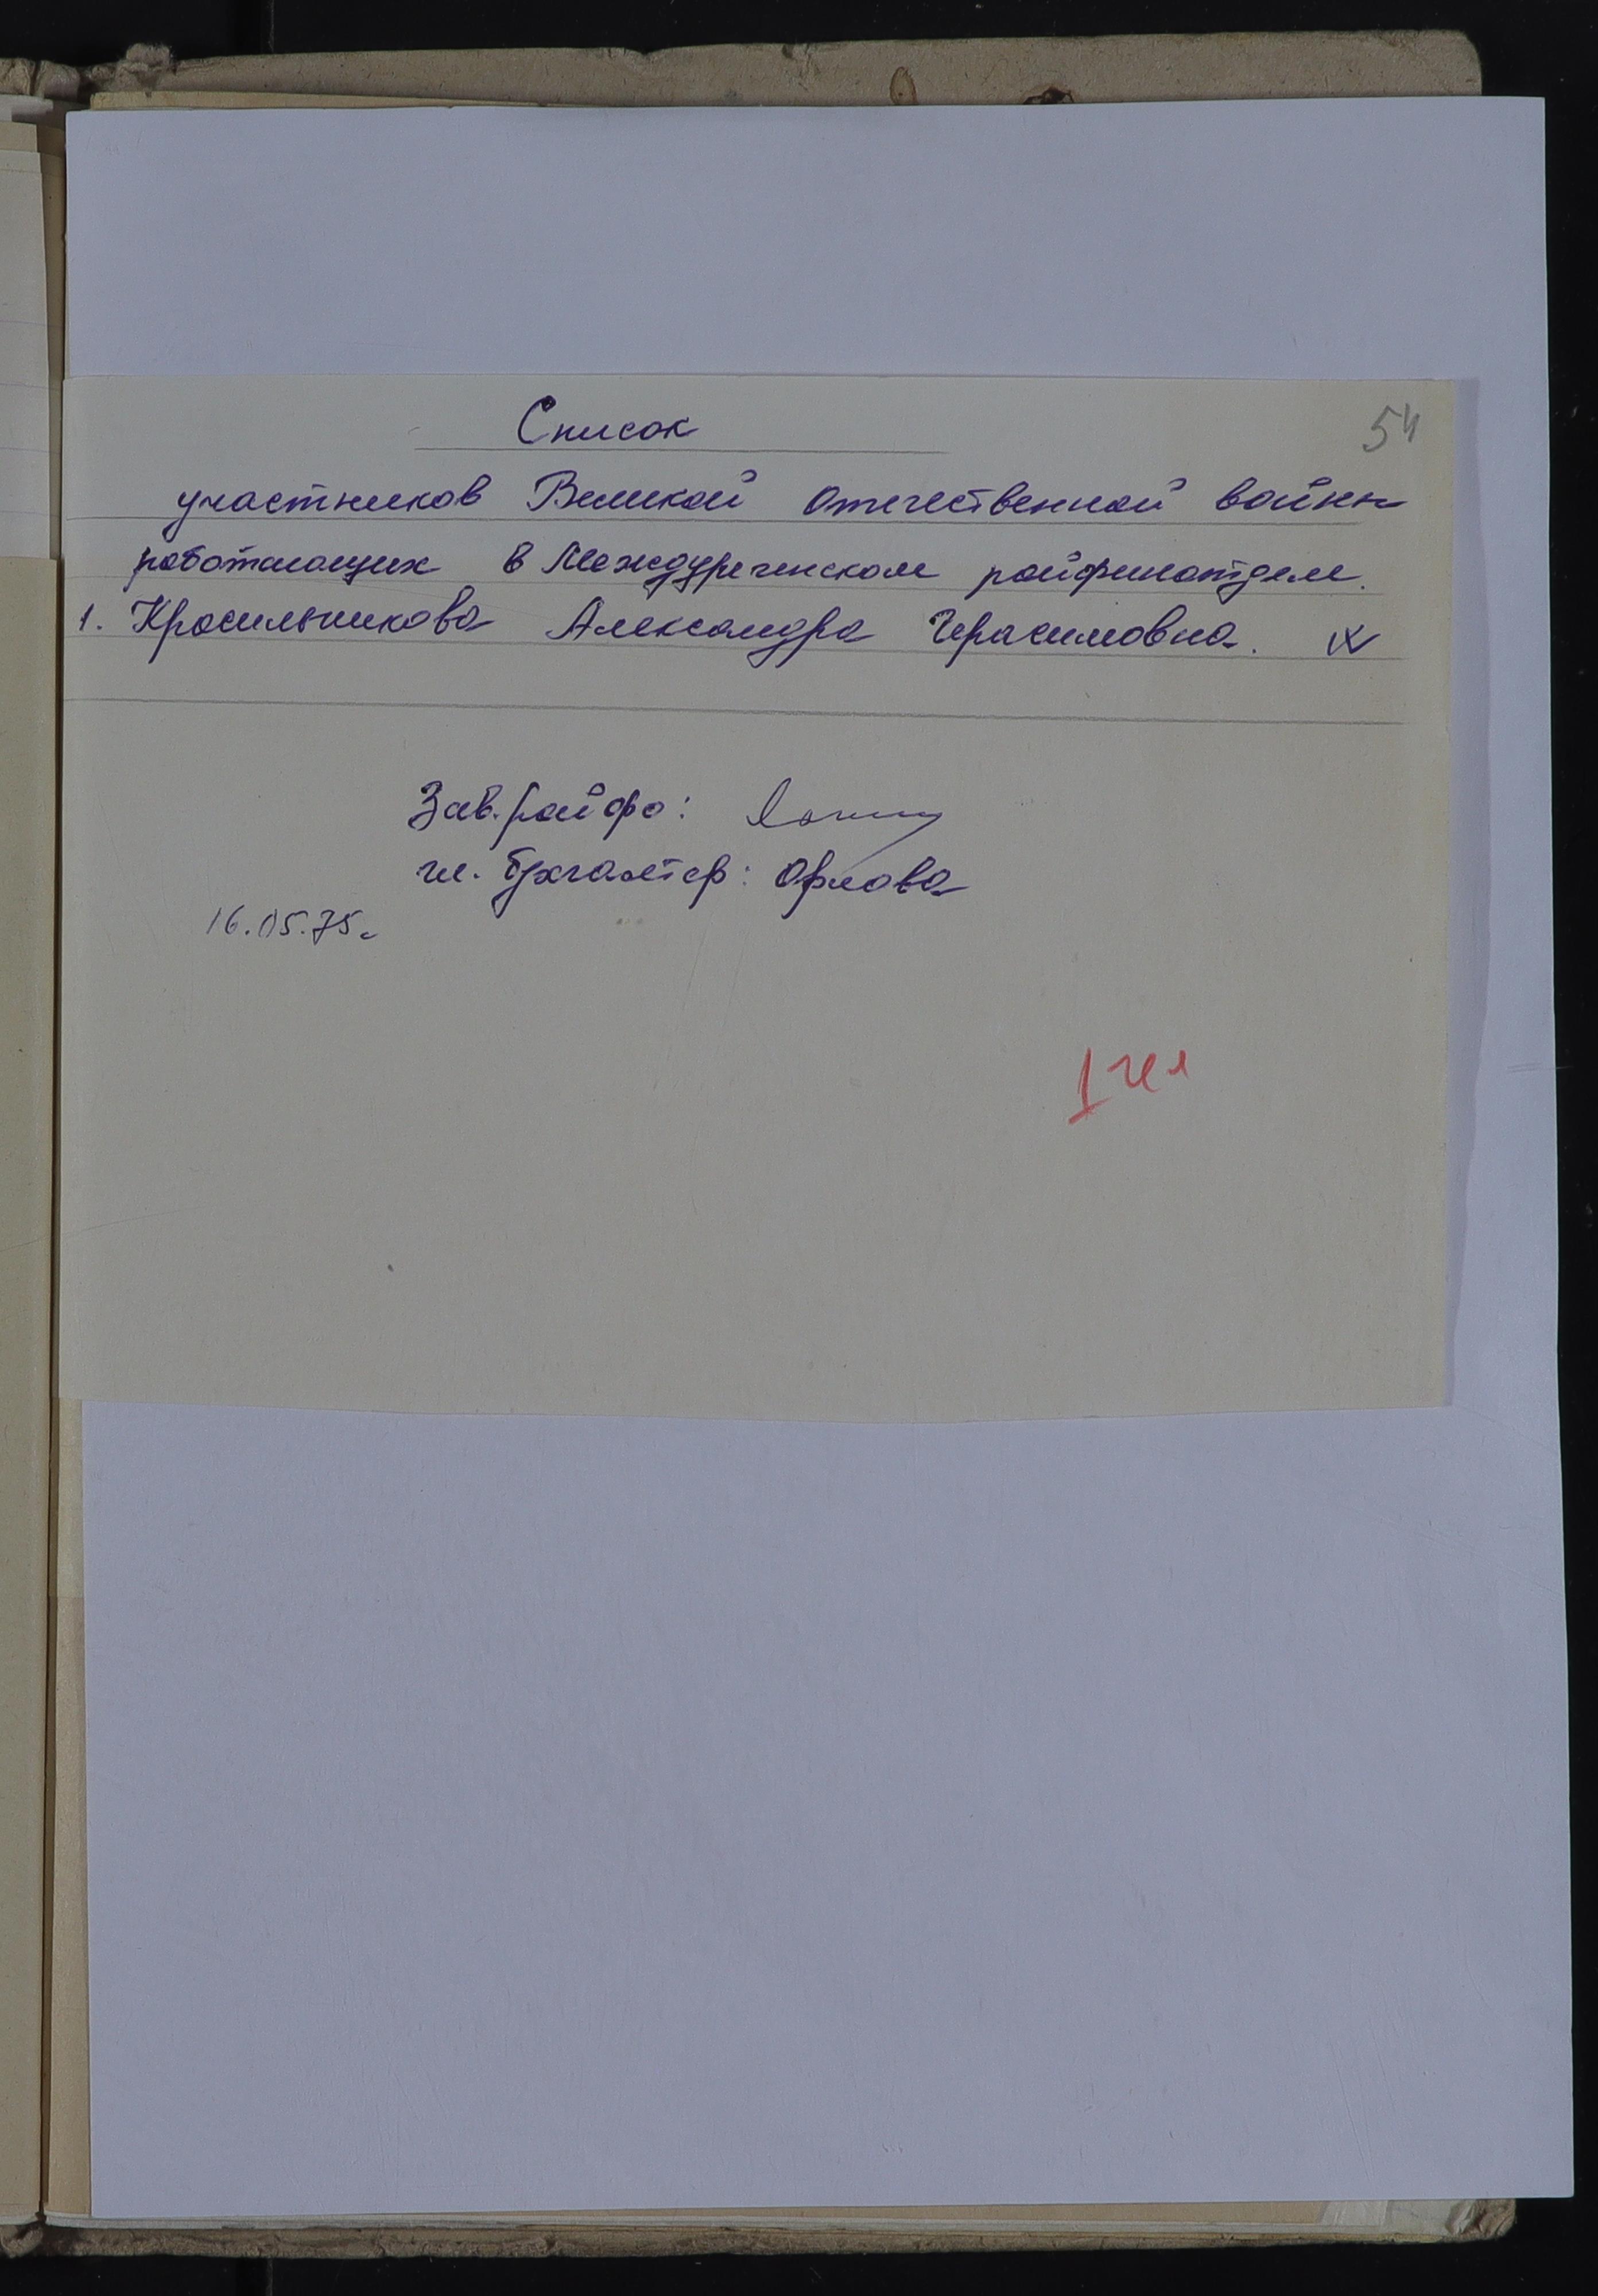 54
Список
участников Великой Отечественной войны
работающих в Междуреченском райфинотделе.
1. Красильникова Александра Герасимовна.
Зав. райфо:
гл. бухгалтер: Орлова
16.05.75г
1 чел